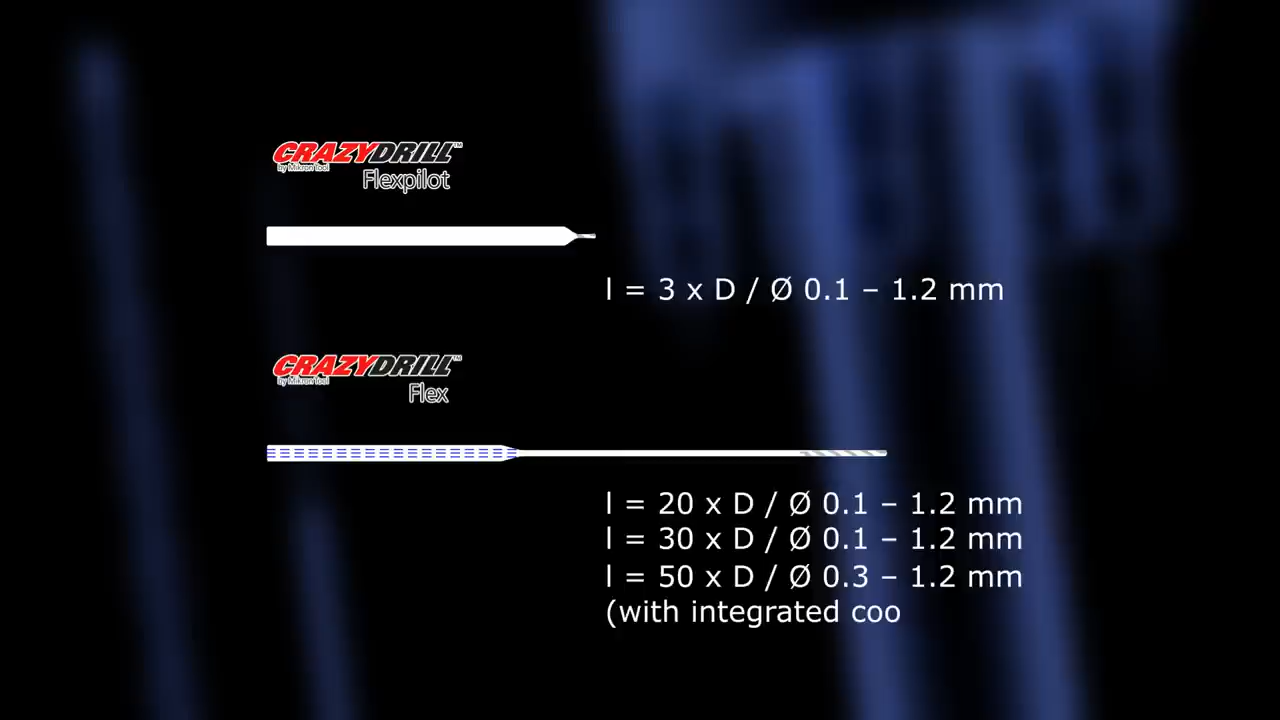 CRAZYDRILL™
by Mikron Tool
Flexpilot
l = 3 x D / Ø 0.1 – 1.2 mm
CRAZYDRILL™
by Mikron Tool
Flex
l = 20 x D / Ø 0.1 – 1.2 mm
l = 30 x D / Ø 0.1 – 1.2 mm
l = 50 x D / Ø 0.3 – 1.2 mm
(with integrated coo